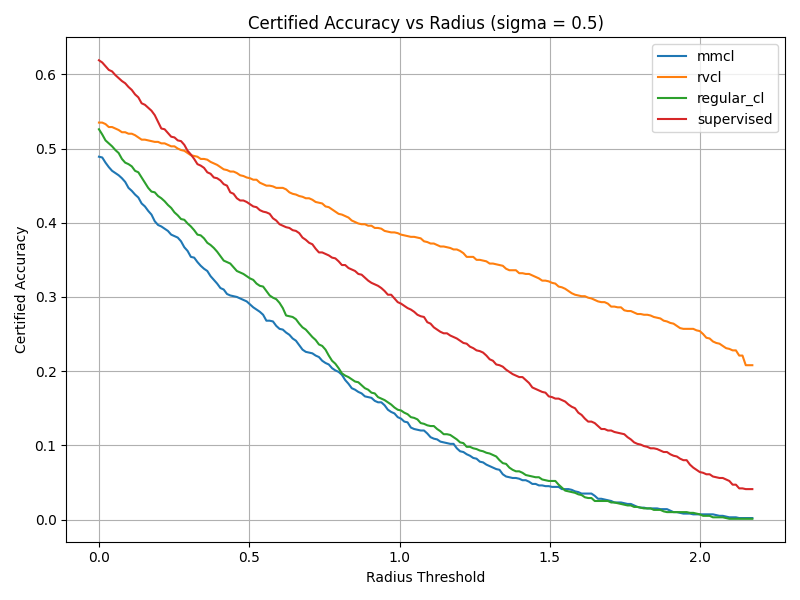 Certified Accuracy vs Radius (sigma = 0.5)
mmcl
rvcl
regular_cl
supervised
Certified Accuracy
0.6
0.5
0.4
0.3
0.2
0.1
0.0
0.0 0.5 1.0 1.5 2.0
Radius Threshold